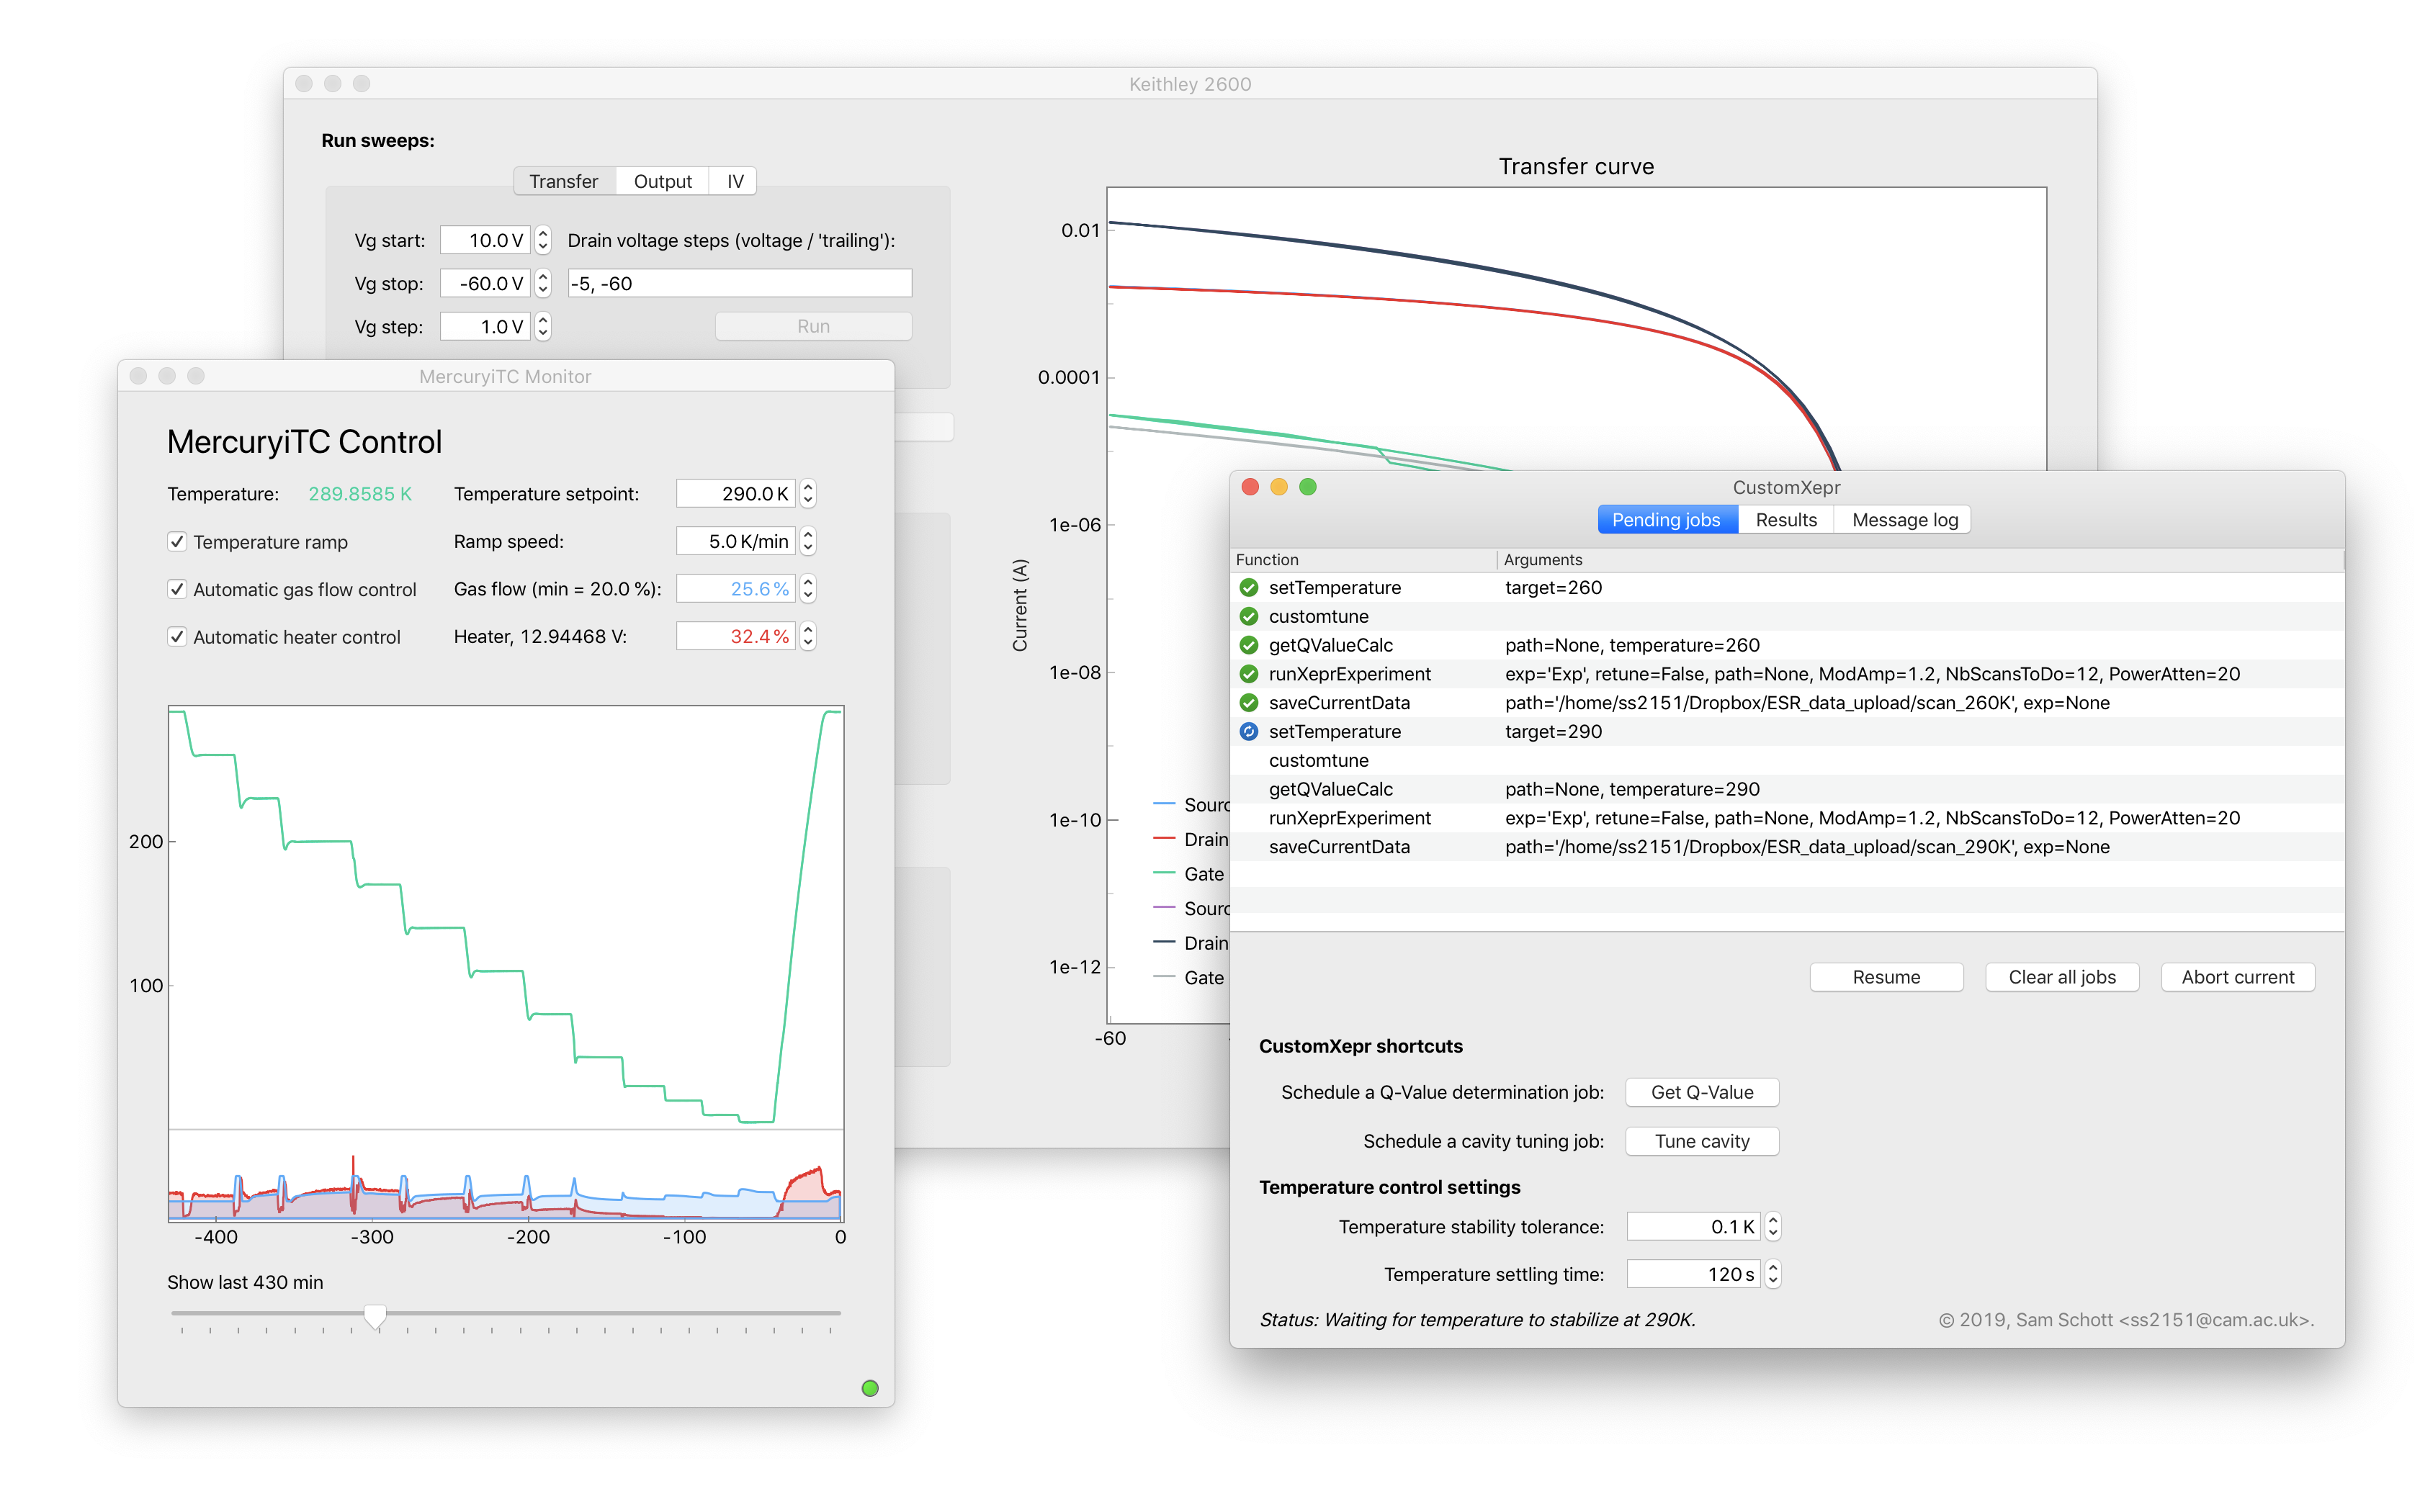 Keithley 2600
Run sweeps:
Transfer Output IV
Vg start: 10.0 V Drain voltage steps (voltage / 'trailing'):
Vg stop: -60.0 V -5, -60
Vg step: 1.0 V Run
Transfer curve
0.01
0.0001
1e-06
1e-08
1e-10
1e-12
Current (A)
-60
Drain
Gate
Drain
Gate
MercuryiTC Monitor
MercuryiTC Control
Temperature: 289.8585 K Temperature setpoint: 290.0 K
Temperature ramp Ramp speed: 5.0 K/min
Automatic gas flow control Gas flow (min = 20.0 %): 25.6 %
Automatic heater control Heater, 12.94468 V: 32.4 %
200
100
-400 -300 -200 -100 0
Show last 430 min
CustomXepr
Pending jobs Results Message log
Function Arguments
setTemperature target=260
customtune
getQValueCalc path=None, temperature=260
runXeprExperiment exp='Exp', retune=False, path=None, ModAmp=1.2, NbScansToDo=12, PowerAtten=20
saveCurrentData path='/home/ss2151/Dropbox/ESR_data_upload/scan_260K', exp=None
setTemperature target=290
customtune
getQValueCalc path=None, temperature=290
runXeprExperiment exp='Exp', retune=False, path=None, ModAmp=1.2, NbScansToDo=12, PowerAtten=20
saveCurrentData path='/home/ss2151/Dropbox/ESR_data_upload/scan_290K', exp=None
Resume Clear all jobs Abort current
CustomXepr shortcuts
Schedule a Q-Value determination job: Get Q-Value
Schedule a cavity tuning job: Tune cavity
Temperature control settings
Temperature stability tolerance: 0.1 K
Temperature settling time: 120 s
Status: Waiting for temperature to stabilize at 290K.
© 2019, Sam Schott <ss2151@cam.ac.uk>.